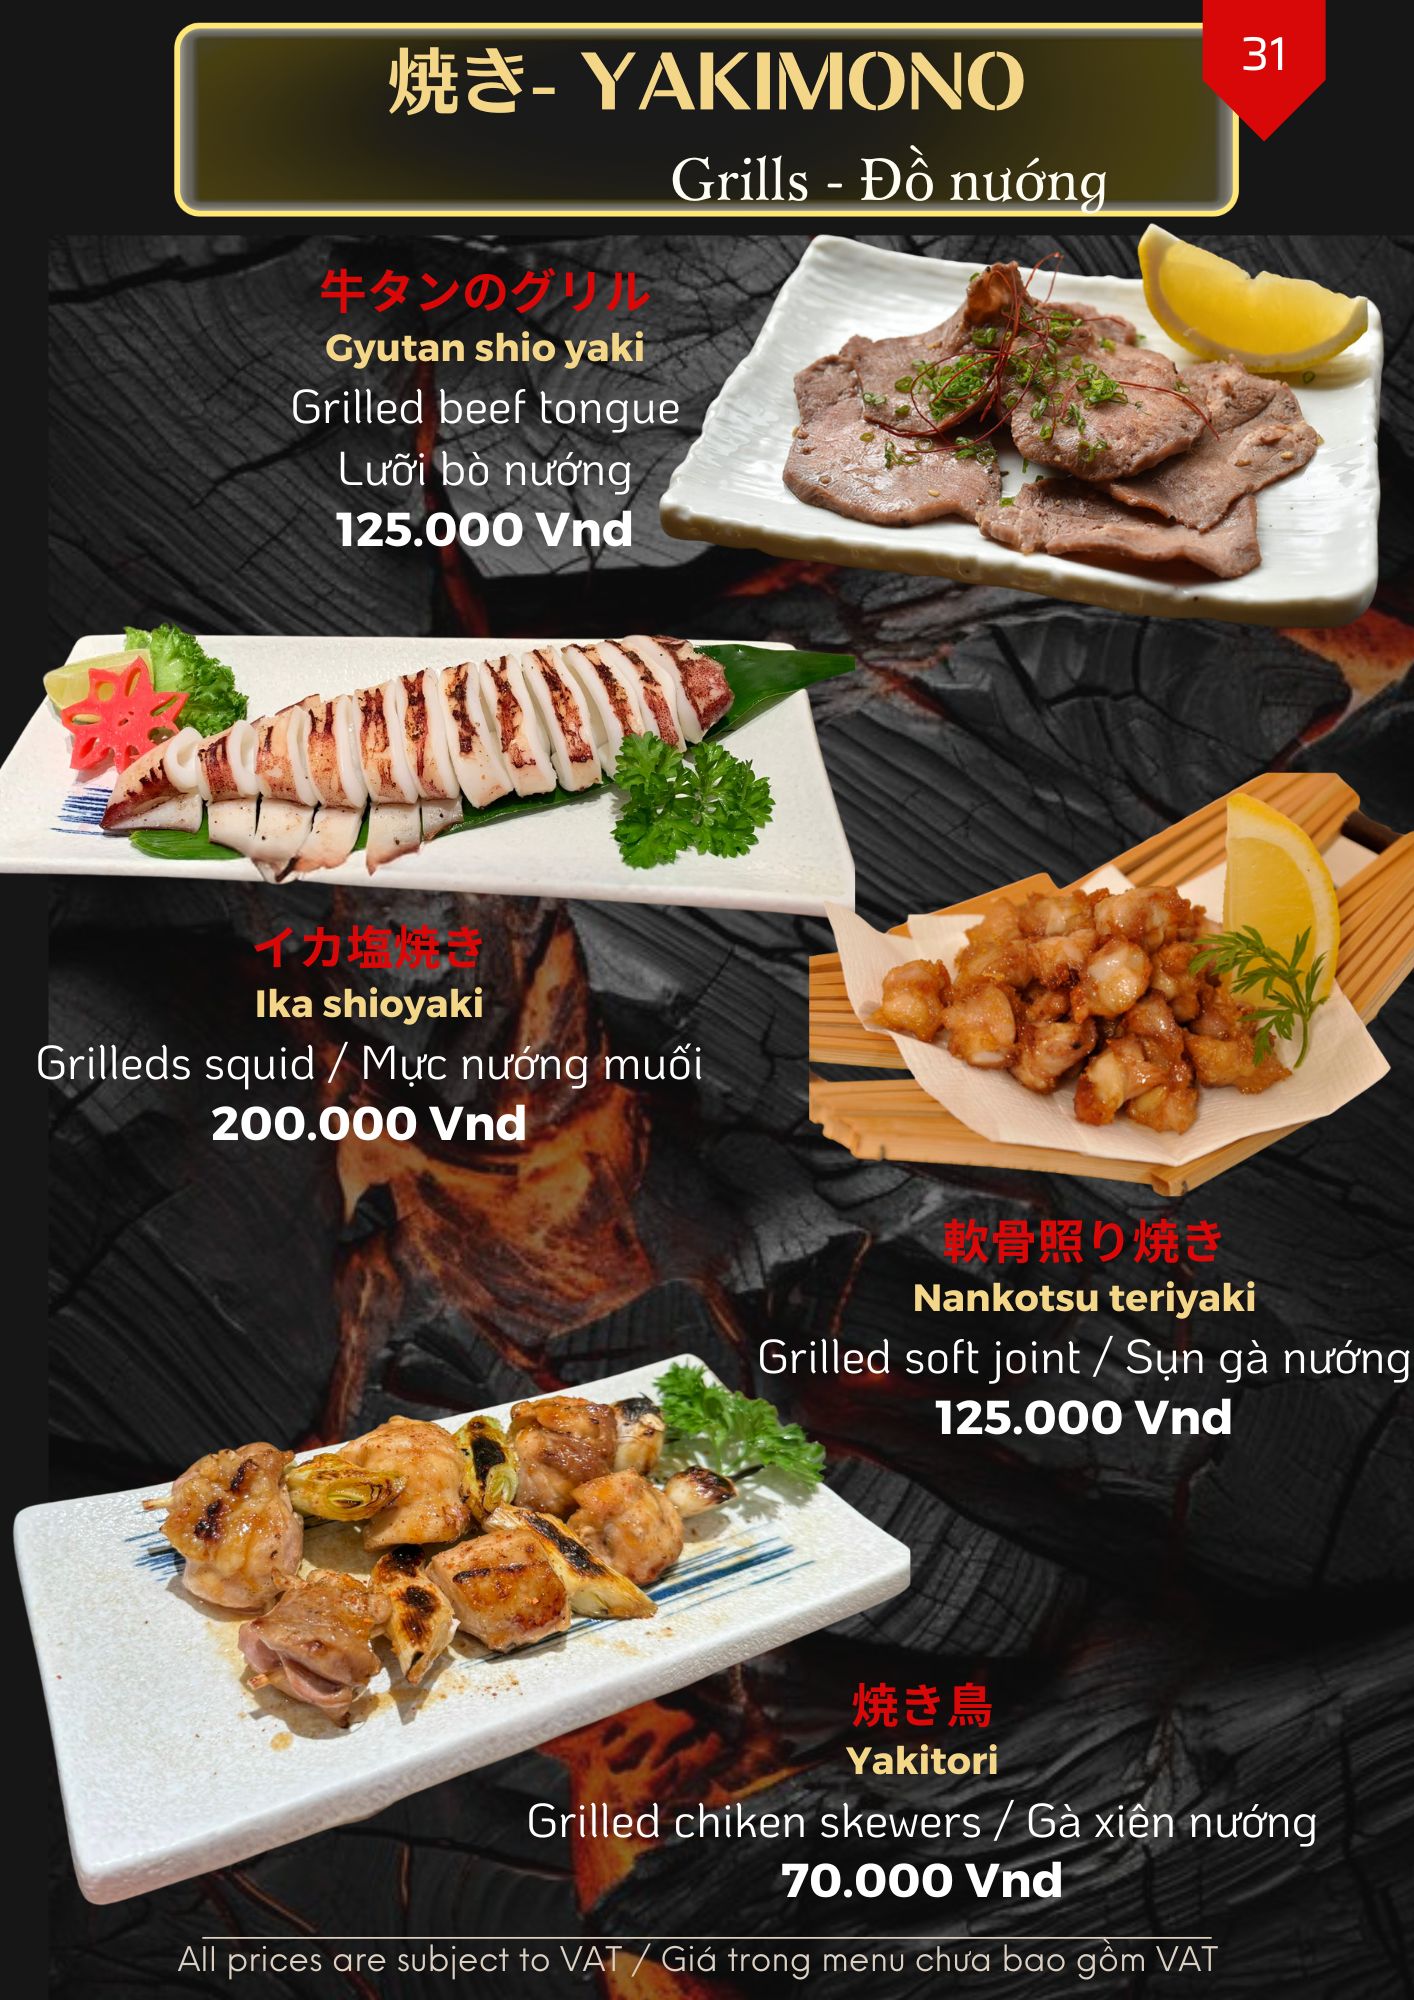 焼き- YAKIMONO
31
Grills - Đồ nướng
牛タンのグリル
Gyutan shio yaki
Grilled beef tongue
Lưỡi bò nướng
125.000 Vnd
イカ塩焼き
Ika shioyaki
Grilleds squid / Mực nướng muối
200.000 Vnd
軟骨照り焼き
Nankotsu teriyaki
Grilled soft joint / Sụn gà nướng
125.000 Vnd
焼き鳥
Yakitori
Grilled chiken skewers / Gà xiên nướng
70.000 Vnd
All prices are subject to VAT / Giá trong menu chưa bao gồm VAT